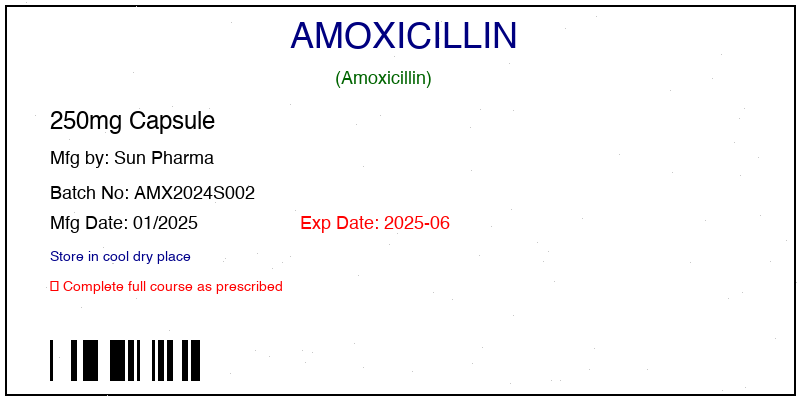 AMOXICILLIN
(Amoxicillin)
250mg Capsule
Mfg by: Sun Pharma
Batch No: AMX2024S002
Mfg Date: 01/2025 Exp Date: 2025-06
Store in cool dry place
▯ Complete full course as prescribed